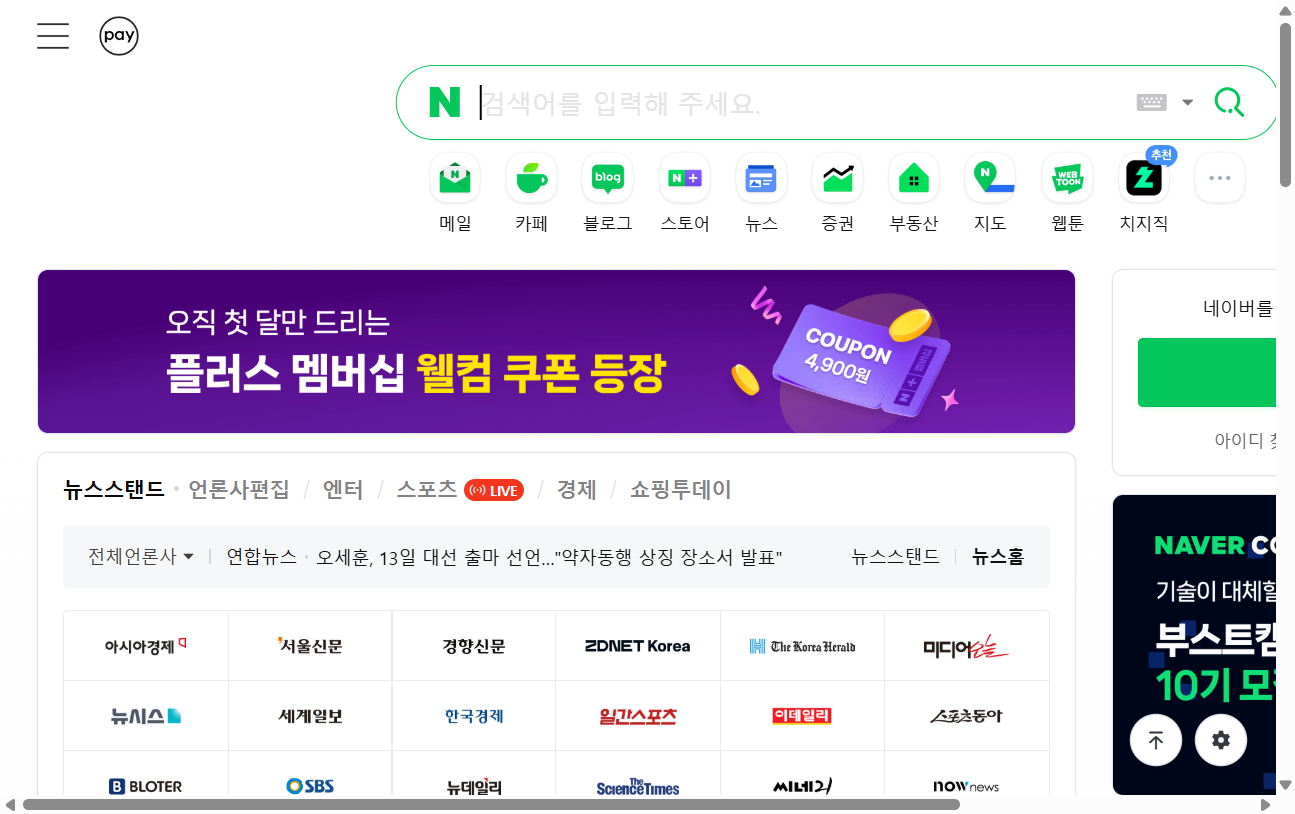 pay
N 검색어를 입력해 주세요.
추천
메일 카페 블로그 스토어 뉴스 증권 부동산 지도 웹툰 치지직
오직 첫 달만 드리는
플러스 멤버십 웰컴 쿠폰 등장
COUPON
4,900원
멤버십
네이버를
아이디 찾
뉴스스탠드 언론사편집 엔터 스포츠 LIVE 경제 쇼핑투데이
전체언론사 연합뉴스 오세훈, 13일 대선 출마 선언..."약자동행 상징 장소서 발표" 뉴스스탠드 뉴스홈
아시아경제 서울신문 경향신문 ZDNET Korea The Korea Herald 미디어오늘
뉴시스 세계일보 한국경제 일간스포츠 이데일리 스포츠동아
B BLOTER SBS 뉴데일리 The ScienceTimes 씨네21 nownews
NAVER CO
기술이 대체할
부스트캠
10기 모집